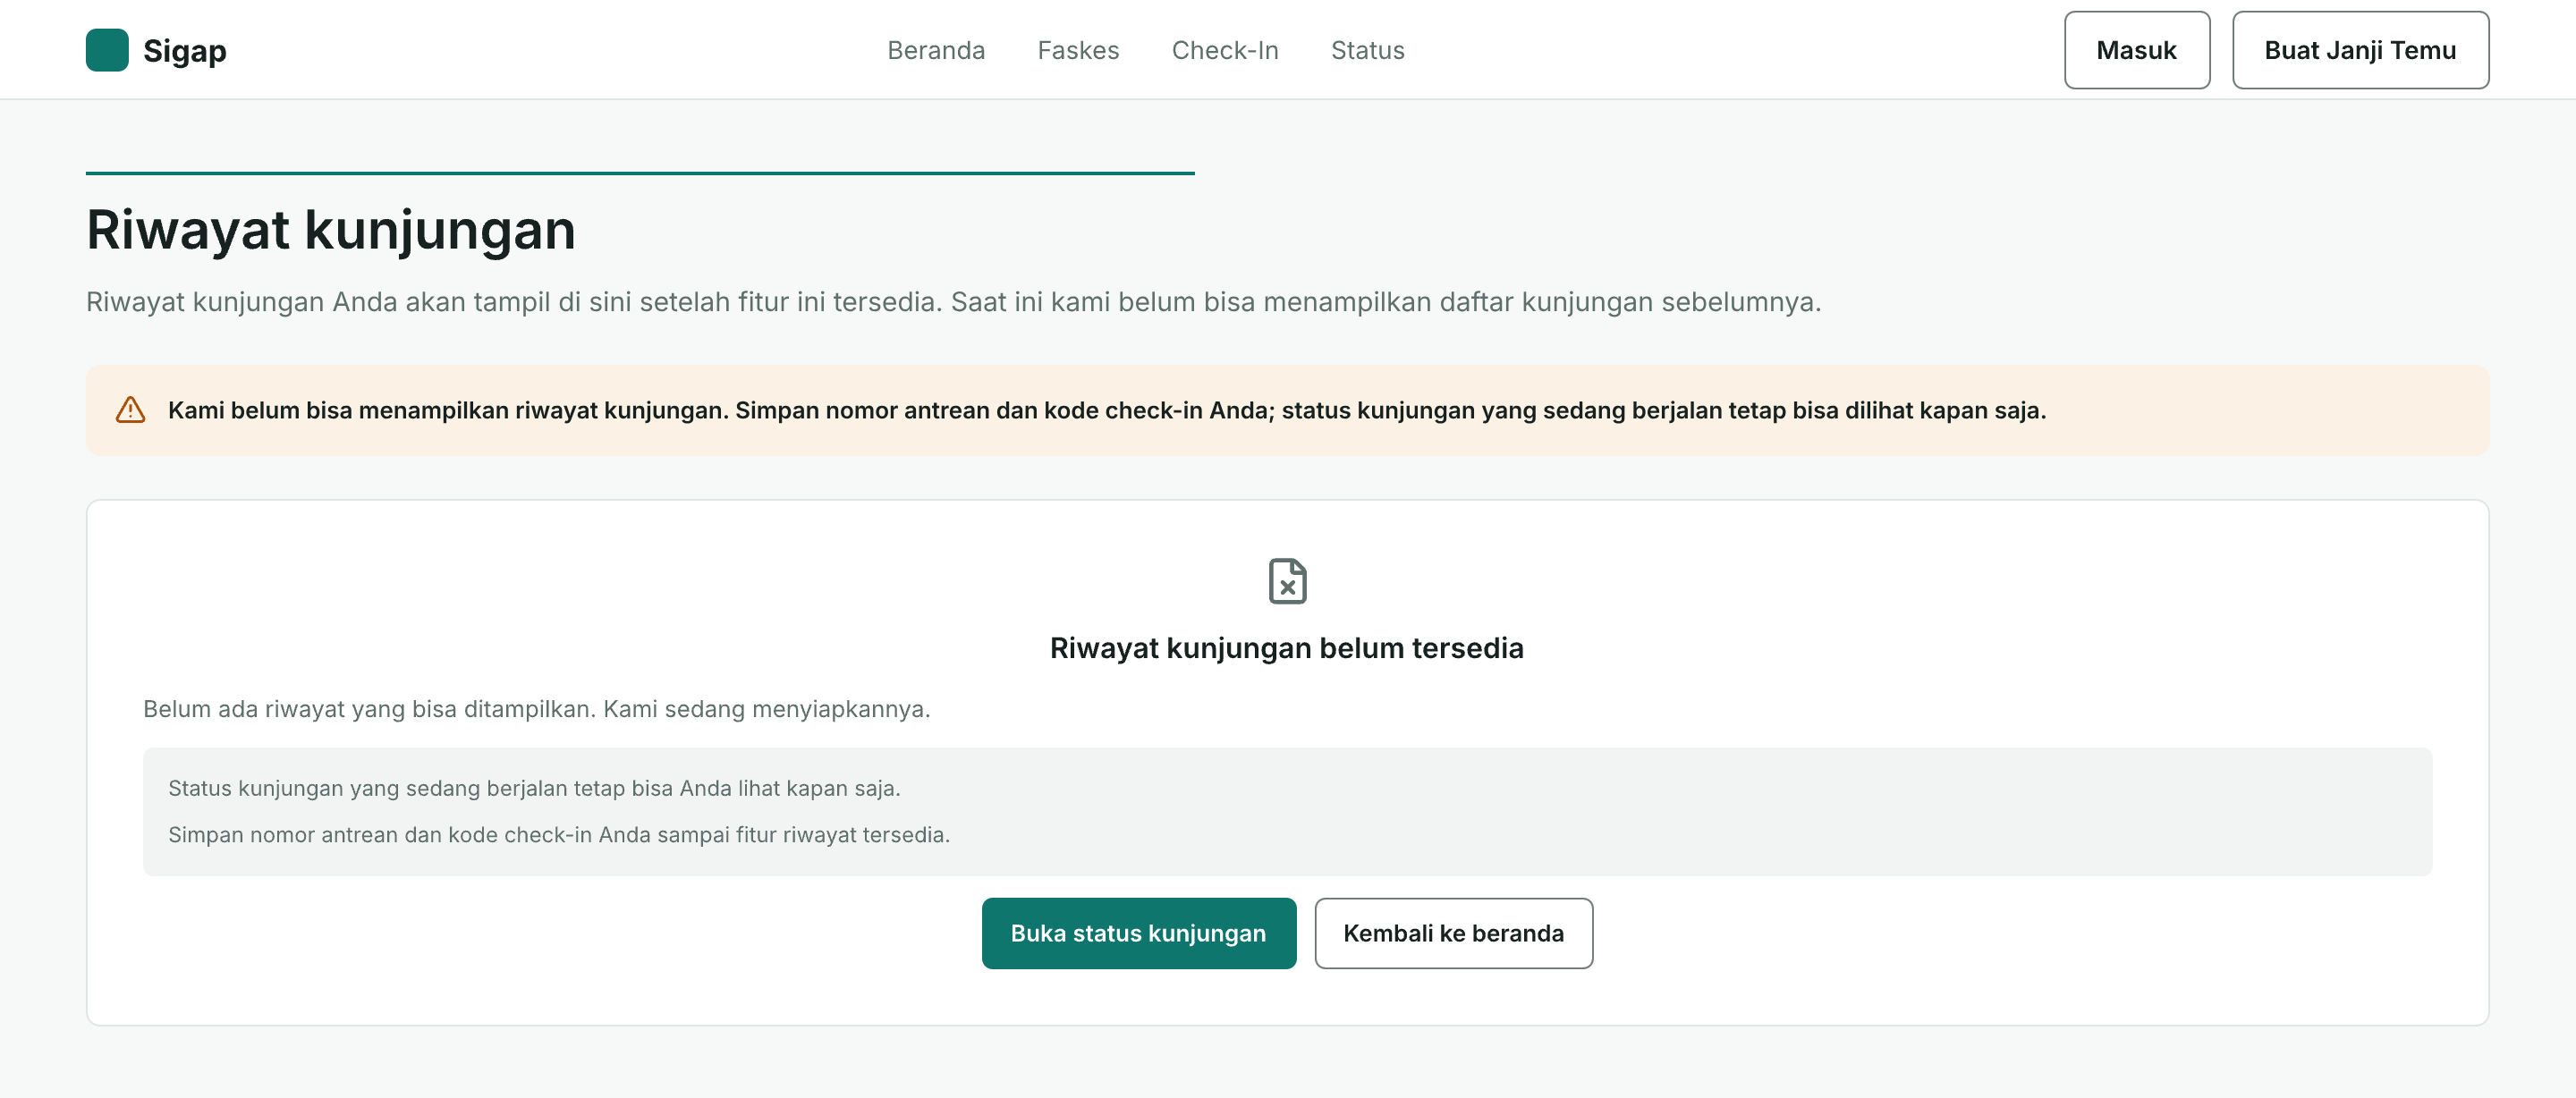 Sigap
Beranda
Faskes
Check-In
Status
Masuk
Buat Janji Temu
Riwayat kunjungan
Riwayat kunjungan Anda akan tampil di sini setelah fitur ini tersedia. Saat ini kami belum bisa menampilkan daftar kunjungan sebelumnya.
Kami belum bisa menampilkan riwayat kunjungan. Simpan nomor antrean dan kode check-in Anda; status kunjungan yang sedang berjalan tetap bisa dilihat kapan saja.
Riwayat kunjungan belum tersedia
Belum ada riwayat yang bisa ditampilkan. Kami sedang menyiapkannya.
Status kunjungan yang sedang berjalan tetap bisa Anda lihat kapan saja.
Simpan nomor antrean dan kode check-in Anda sampai fitur riwayat tersedia.
Buka status kunjungan
Kembali ke beranda